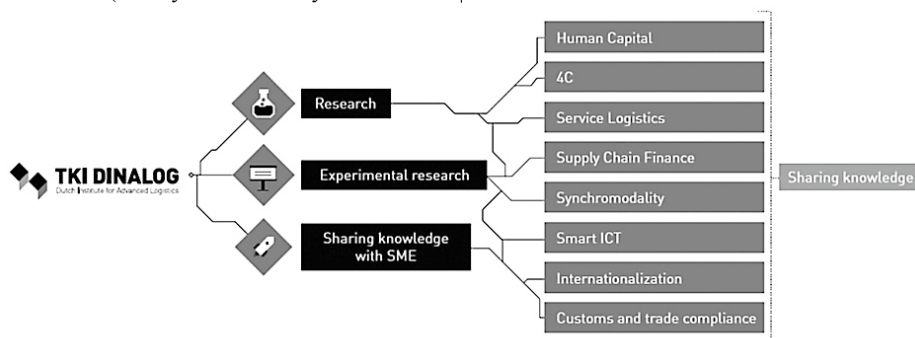 TKI DINALOG
Dutch Institute for Advanced Logistics
Research
Experimental research
Sharing knowledge
with SME
Human Capital
4C
Service Logistics
Supply Chain Finance
Synchromodality
Smart ICT
Internationalization
Customs and trade compliance
Sharing knowledge